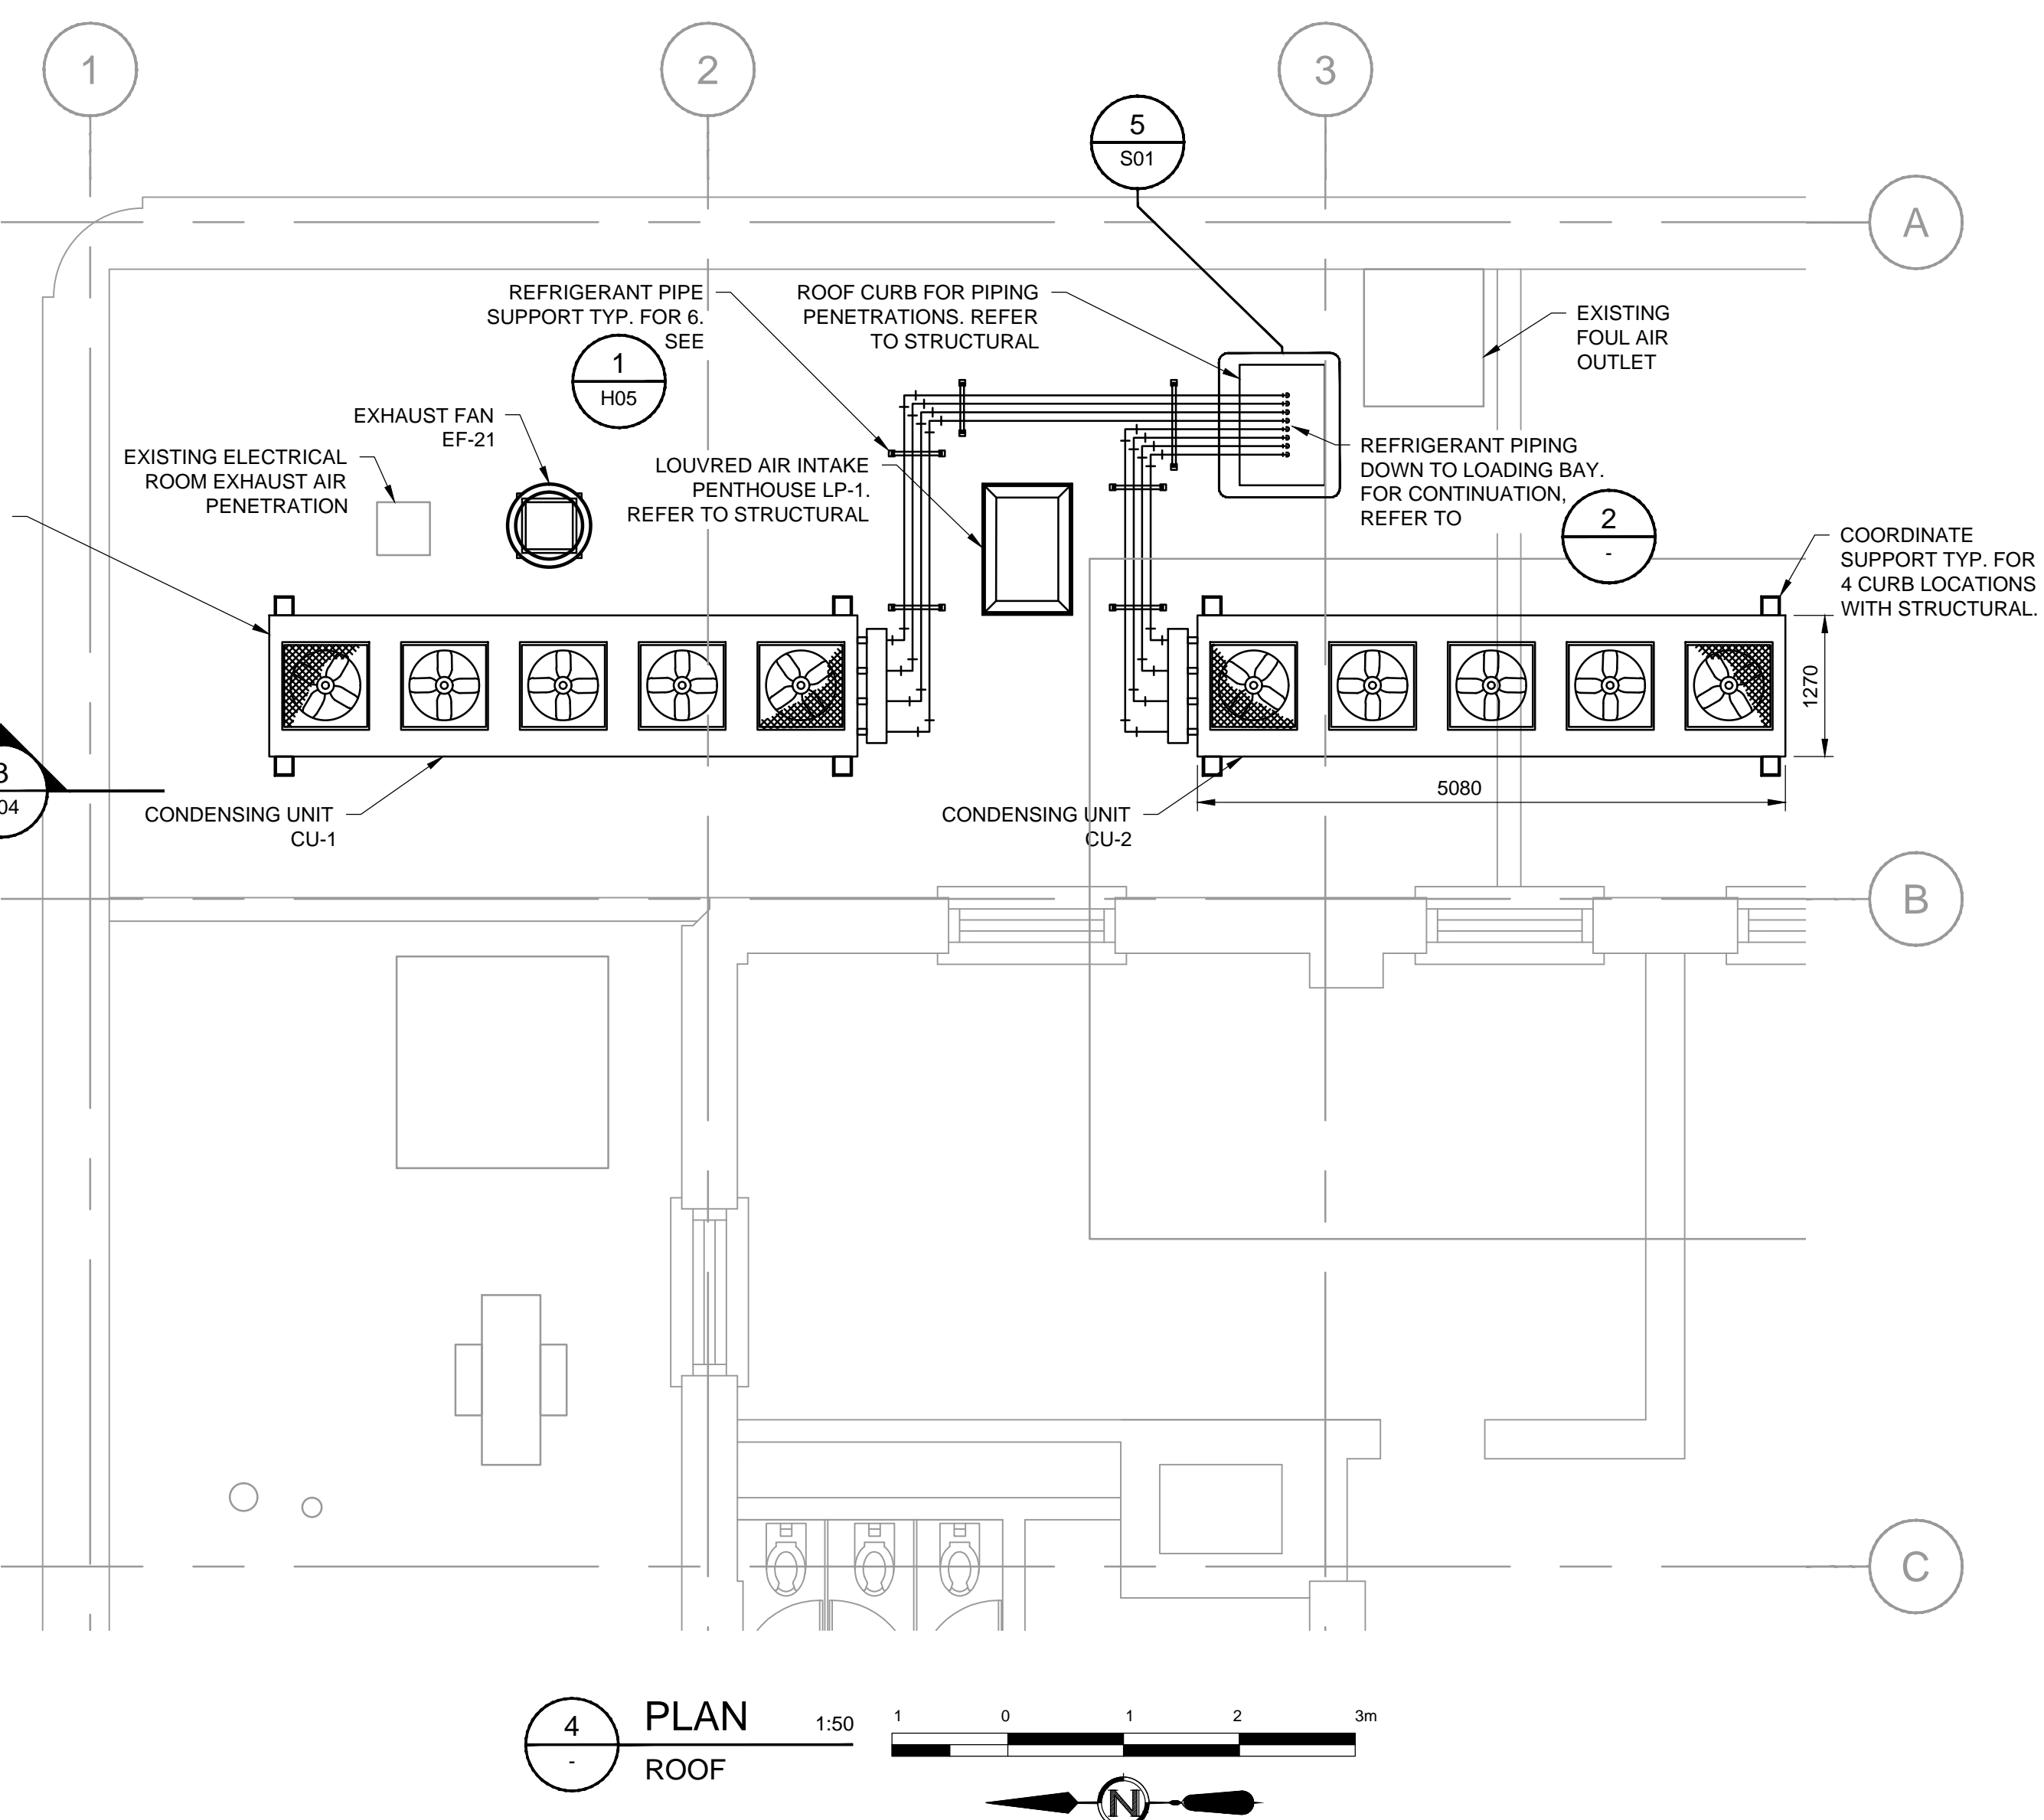 1
2
3
5
S01
A
REFRIGERANT PIPE
SUPPORT TYP. FOR 6.
SEE
1
H05
ROOF CURB FOR PIPING
PENETRATIONS. REFER
TO STRUCTURAL
EXISTING
FOUL AIR
OUTLET
EXHAUST FAN
EF-21
EXISTING ELECTRICAL
ROOM EXHAUST AIR
PENETRATION
LOUVRED AIR INTAKE
PENTHOUSE LP-1.
REFER TO STRUCTURAL
REFRIGERANT PIPING
DOWN TO LOADING BAY.
FOR CONTINUATION,
REFER TO
2
-
COORDINATE
SUPPORT TYP. FOR
4 CURB LOCATIONS
WITH STRUCTURAL.
1270
5080
3
04
CONDENSING UNIT
CU-1
CONDENSING UNIT
CU-2
B
C
4
-
PLAN
1:50
ROOF
1 0 1 2 3m
N